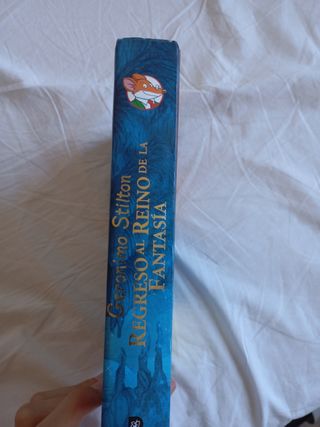 Geronimo Stilton
REGRESO AL REINO DE LA
FANTASÍA